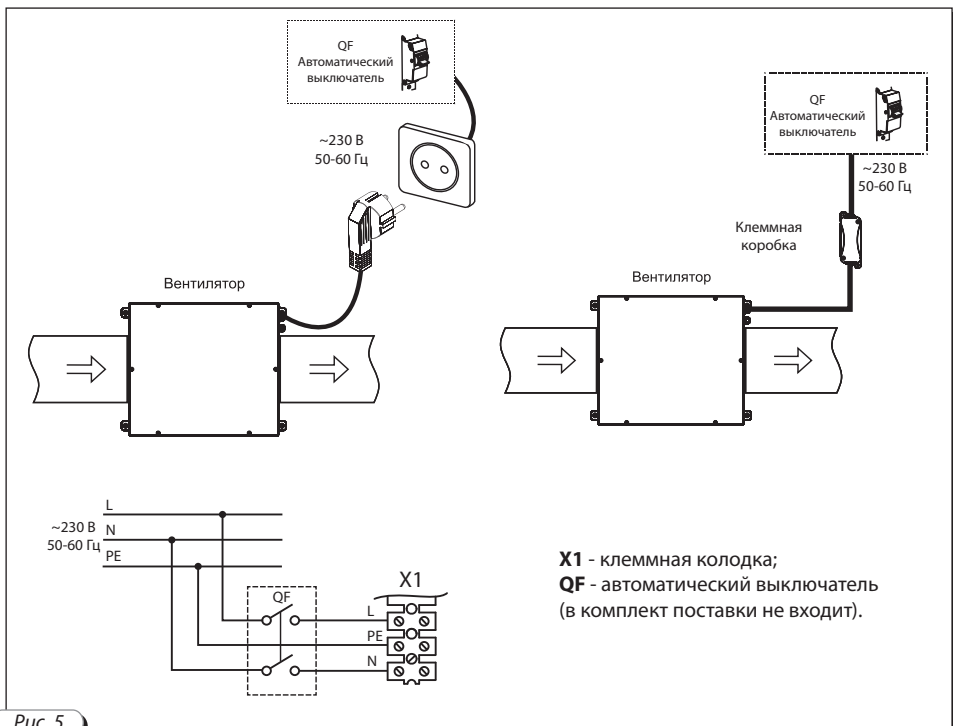 QF
Автоматический
выключатель
~230 В
50-60 Гц
Вентилятор
QF
Автоматический
выключатель
~230 В
50-60 Гц
Клеммная
коробка
Вентилятор
L
~230 В
N
50-60 Гц
PE
QF
X1
L
PE
N
X1 - клеммная колодка;
QF - автоматический выключатель
(в комплект поставки не входит).
Рис. 5